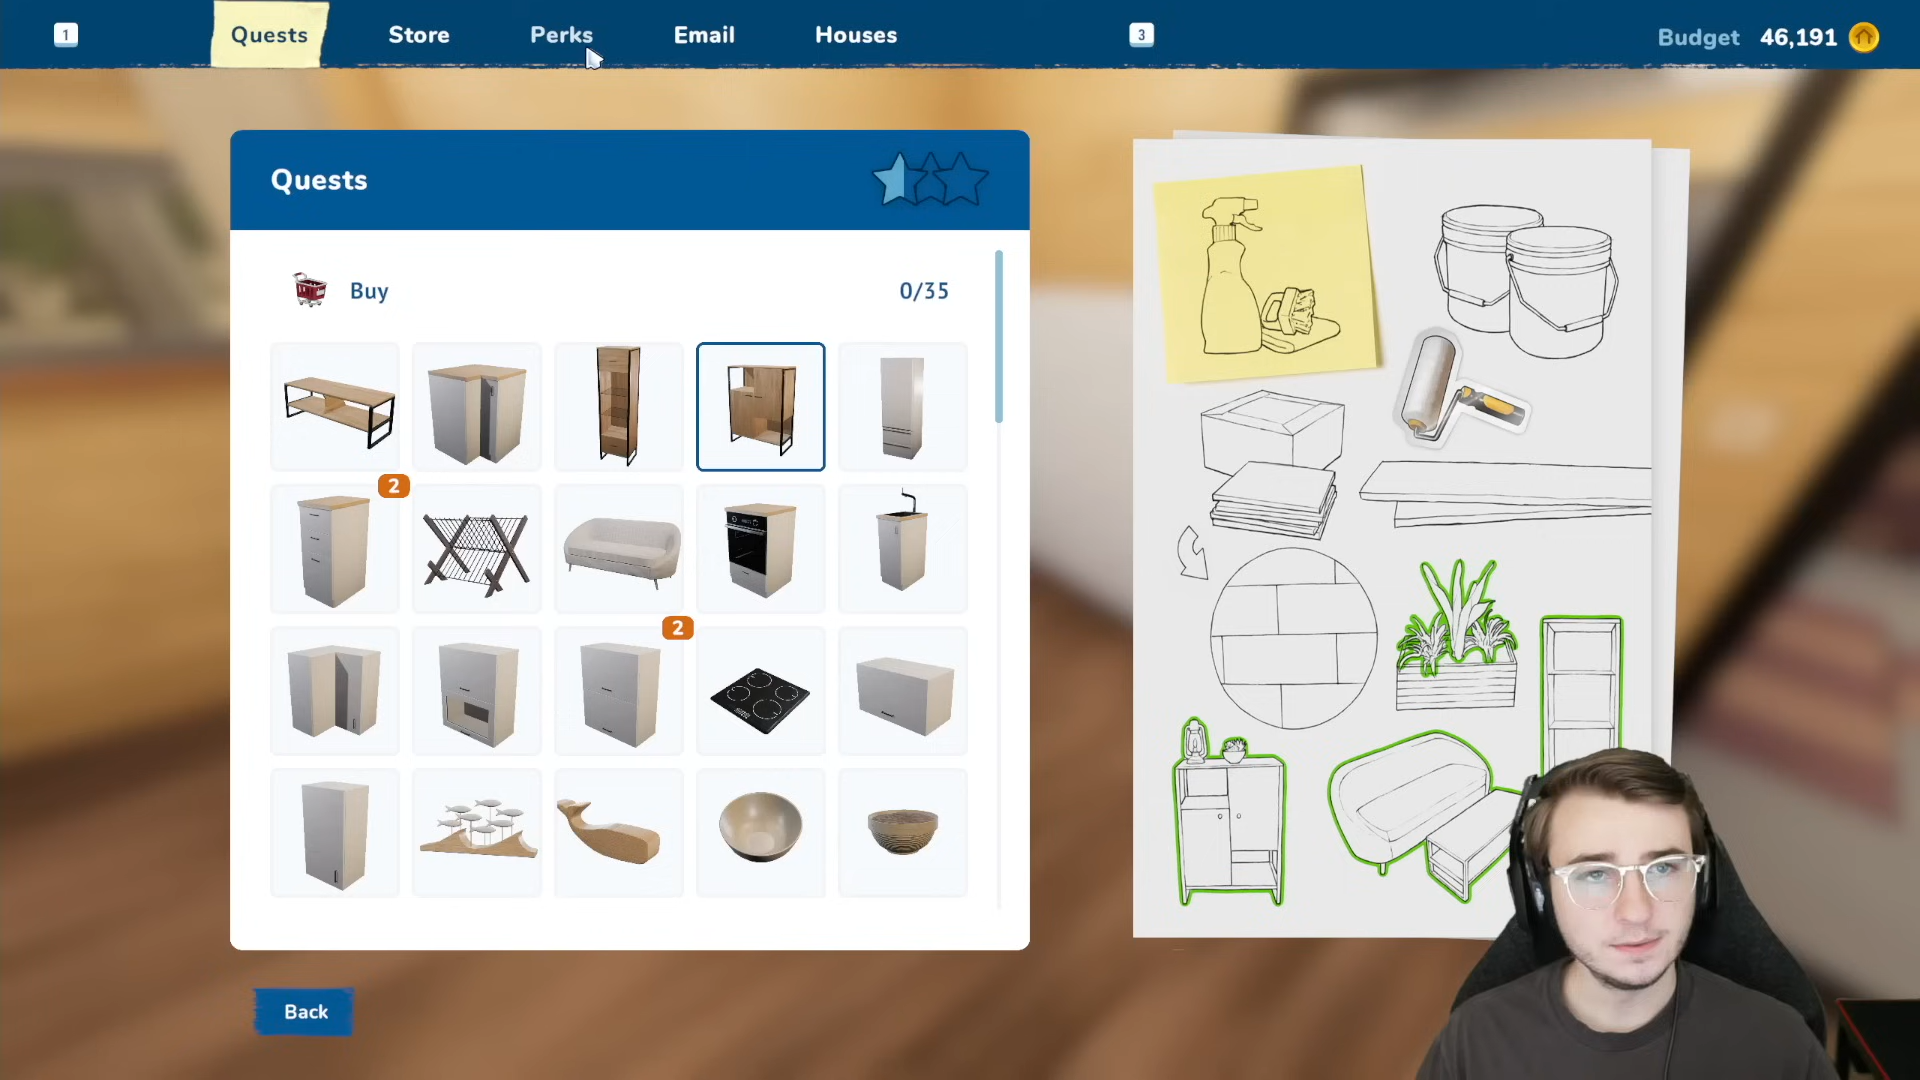 1
Quests
Store
Perks
Email
Houses
3
Budget
46,191
Quests
Buy
0/35
2
2
Back